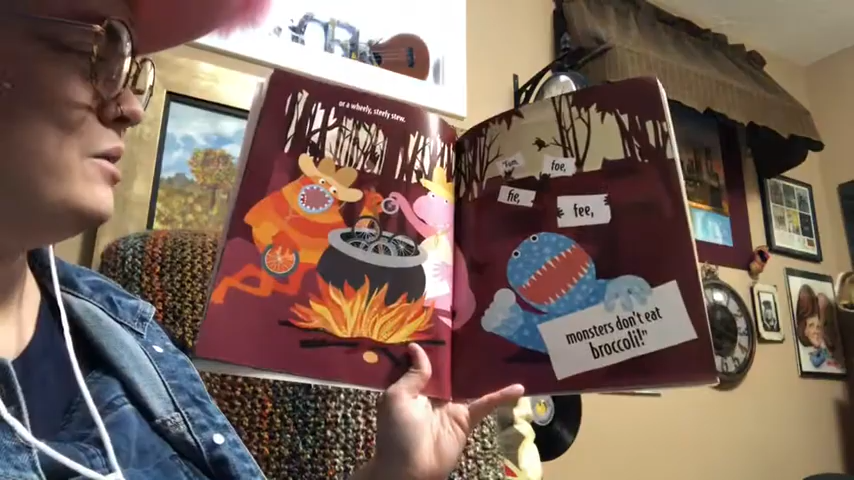 or a wheely, steely stew.
"Fum,
foe,
fie,
fee,
monsters don't eat
broccoli!"